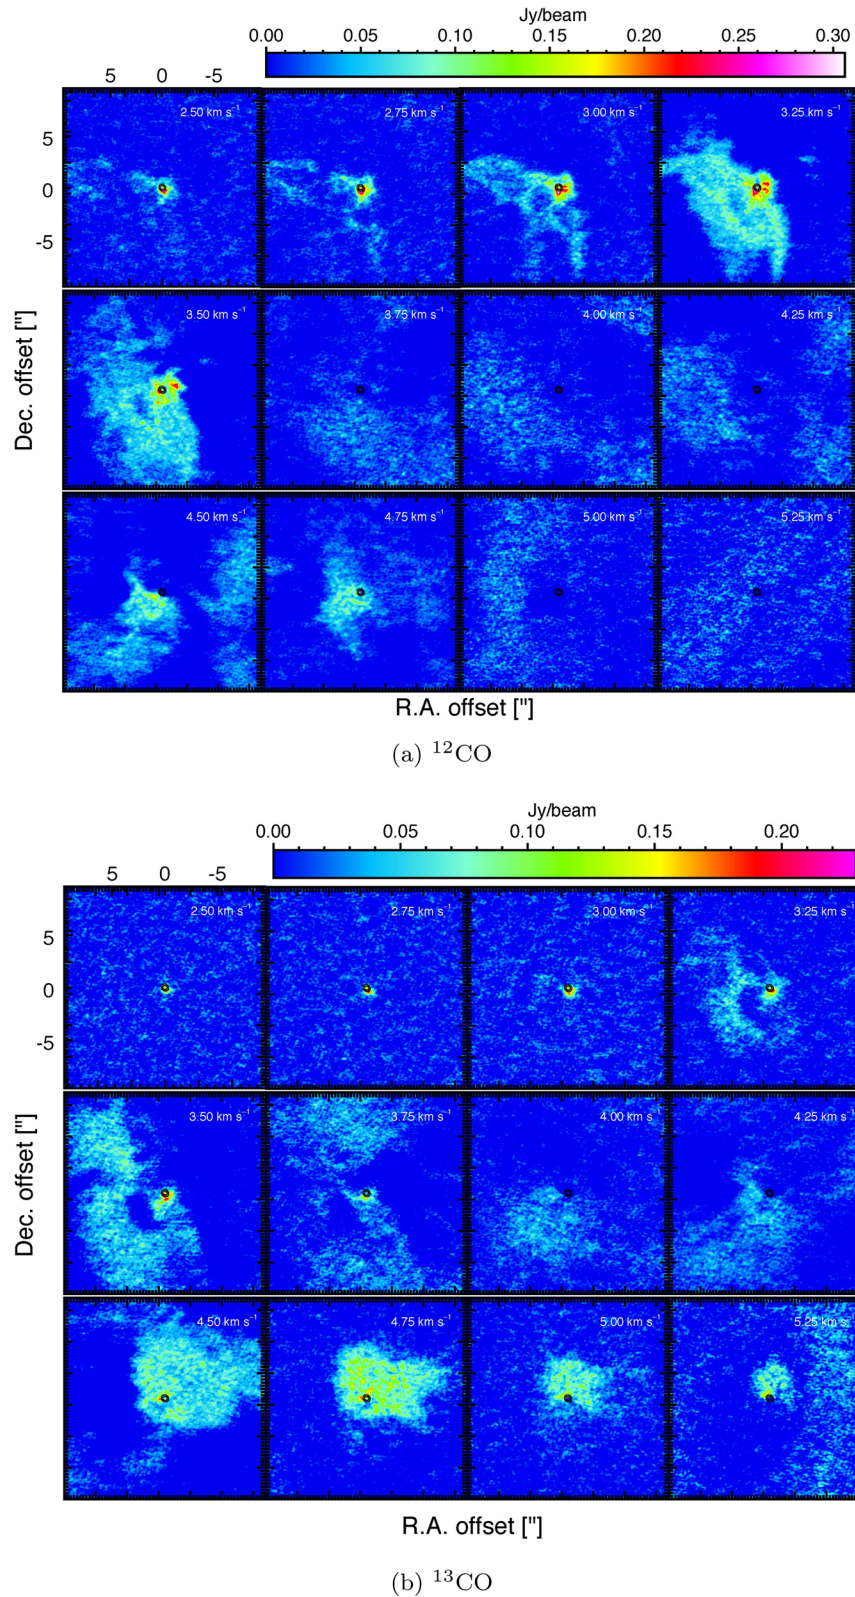 Jy/beam
0.00 0.05 0.10 0.15 0.20 0.25 0.30
5 0 -5
2.50 km s⁻¹ 2.75 km s⁻¹ 3.00 km s⁻¹ 3.25 km s⁻¹
5
0
-5
3.50 km s⁻¹ 3.75 km s⁻¹ 4.00 km s⁻¹ 4.25 km s⁻¹
Dec. offset ["]
4.50 km s⁻¹ 4.75 km s⁻¹ 5.00 km s⁻¹ 5.25 km s⁻¹
R.A. offset ["]
(a) ¹²CO
Jy/beam
0.00 0.05 0.10 0.15 0.20
5 0 -5
2.50 km s⁻¹ 2.75 km s⁻¹ 3.00 km s⁻¹ 3.25 km s⁻¹
5
0
-5
3.50 km s⁻¹ 3.75 km s⁻¹ 4.00 km s⁻¹ 4.25 km s⁻¹
Dec. offset ["]
4.50 km s⁻¹ 4.75 km s⁻¹ 5.00 km s⁻¹ 5.25 km s⁻¹
R.A. offset ["]
(b) ¹³CO